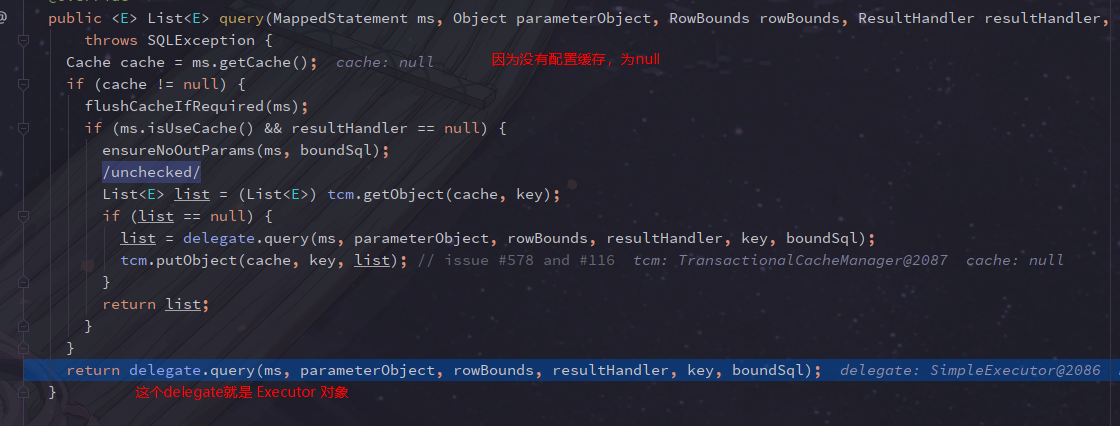 public <E> List<E> query(MappedStatement ms, Object parameterObject, RowBounds rowBounds, ResultHandler resultHandler,
throws SQLException {
Cache cache = ms.getCache(); cache: null 因为没有配置缓存，为null
if (cache != null) {
flushCacheIfRequired(ms);
if (ms.isUseCache() && resultHandler == null) {
ensureNoOutParams(ms, boundSql);
/unchecked/
List<E> list = (List<E>) tcm.getObject(cache, key);
if (list == null) {
list = delegate.query(ms, parameterObject, rowBounds, resultHandler, key, boundSql);
tcm.putObject(cache, key, list); // issue #578 and #116 tcm: TransactionalCacheManager@2087 cache: null
}
return list;
}
}
return delegate.query(ms, parameterObject, rowBounds, resultHandler, key, boundSql); delegate: SimpleExecutor@2086
} 这个delegate就是 Executor 对象